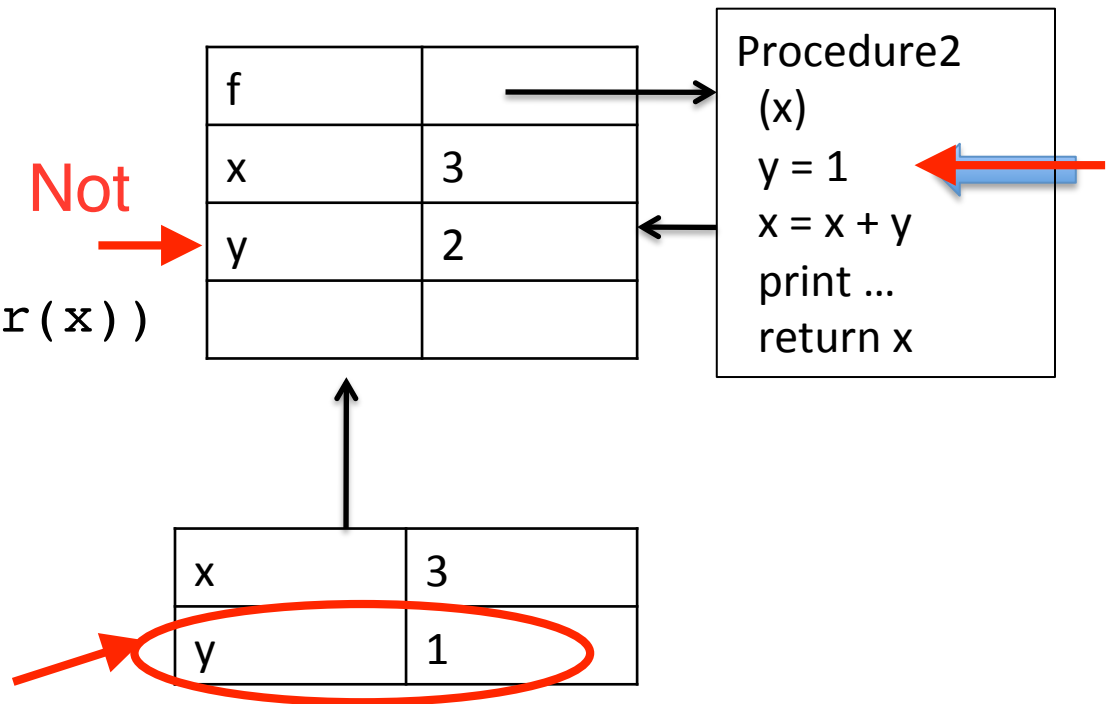 f
x 3
y 2
Not
r(x))
Procedure2
(x)
y = 1
x = x + y
print …
return x
x 3
y 1